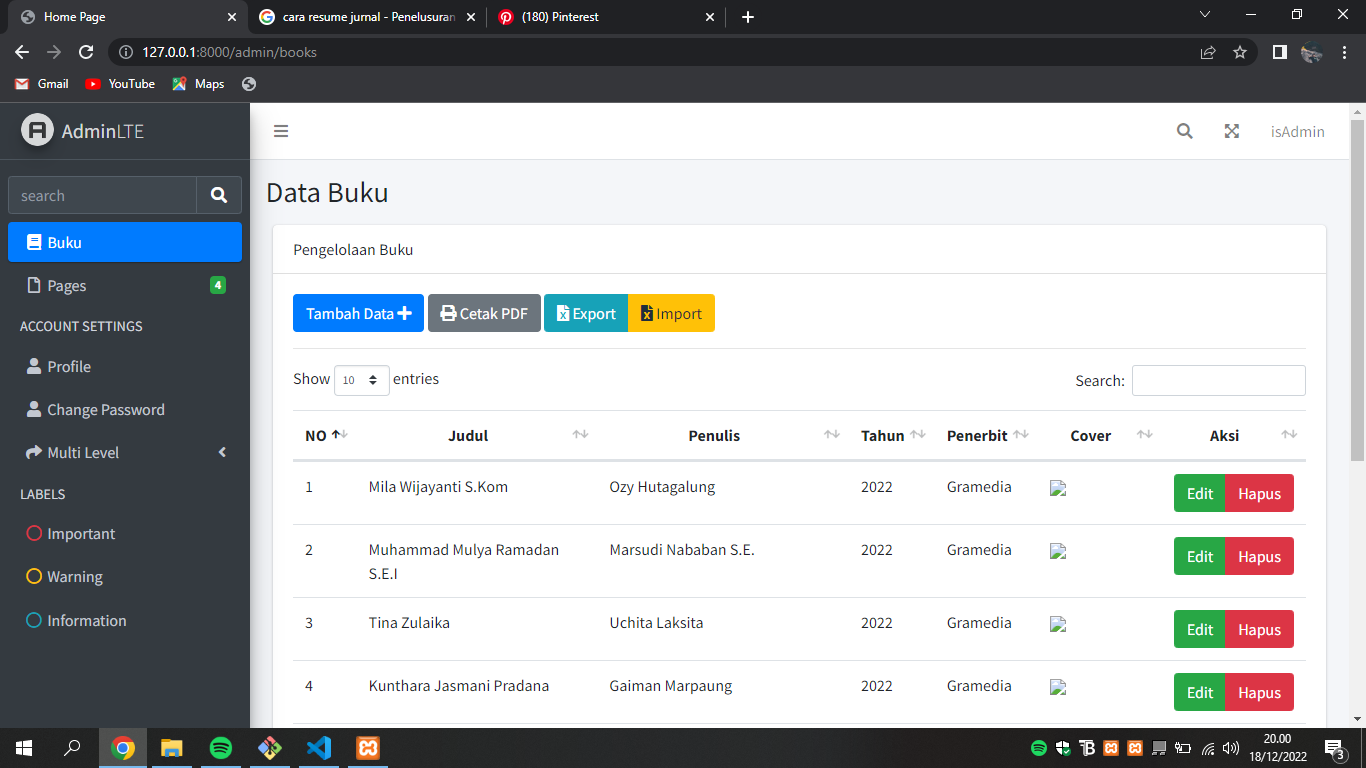 Home Page
cara resume jurnal - Penelusuran
(180) Pinterest
127.0.0.1:8000/admin/books
Gmail
YouTube
Maps
AdminLTE
isAdmin
search
Buku
Pages
4
ACCOUNT SETTINGS
Profile
Change Password
Multi Level
LABELS
Important
Warning
Information
Data Buku
Pengelolaan Buku
Tambah Data Cetak PDF Export Import
Show 10 entries
Search:
NO Judul Penulis Tahun Penerbit Cover Aksi
1 Mila Wijayanti S.Kom Ozy Hutagalung 2022 Gramedia Edit Hapus
2 Muhammad Mulya Ramadan Marsudi Nababan S.E. 2022 Gramedia Edit Hapus
S.E.I
3 Tina Zulaika Uchita Laksita 2022 Gramedia Edit Hapus
4 Kunthara Jasmani Pradana Gaiman Marpaung 2022 Gramedia Edit Hapus
20.00
18/12/2022
3